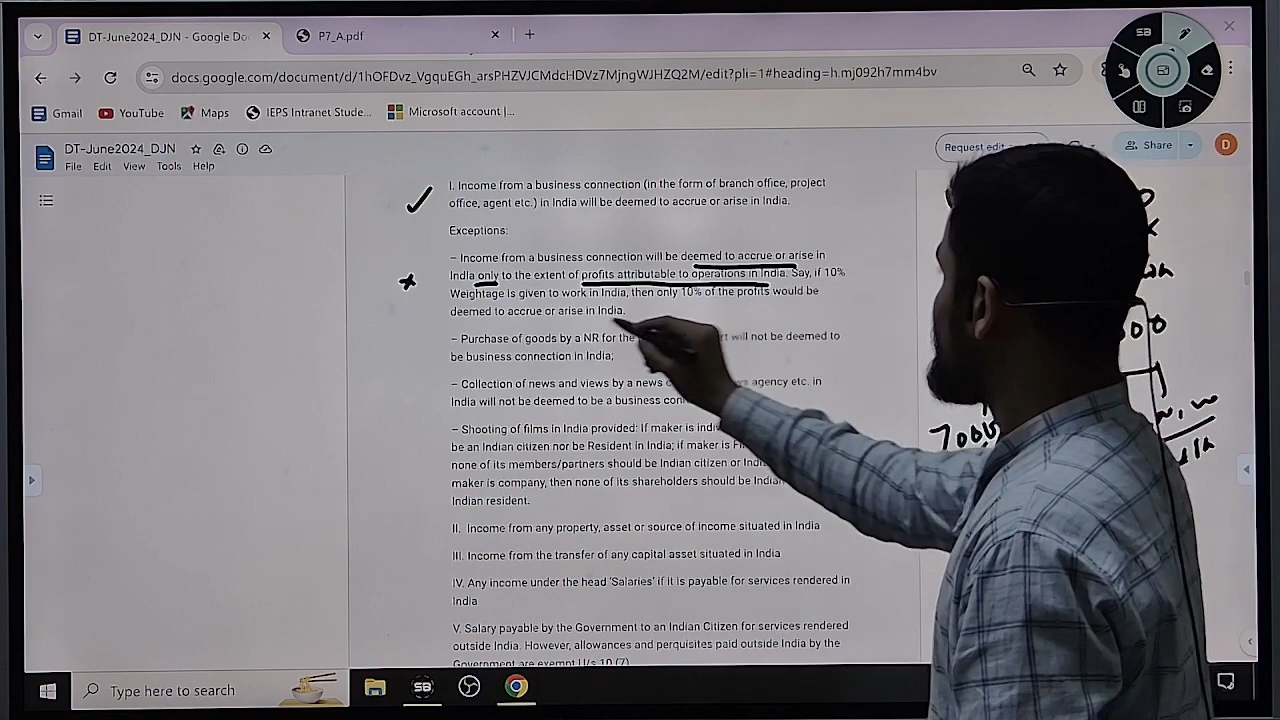 DT-June2024_DJN - Google Do
P7_A.pdf
docs.google.com/document/d/1hOFDvz_VgquEGh_arsPHZVJCMdcHDVz7MjngWJHZQ2M/edit?pli=1#heading=h.mj092h7mm4bv
Gmail YouTube Maps IEPS Intranet Stude... Microsoft account |...
SB
DT-June2024_DJN
File Edit View Tools Help
Request edit
Share
D
I. Income from a business connection (in the form of branch office, project
office, agent etc.) in India will be deemed to accrue or arise in India.
Exceptions:
– Income from a business connection will be deemed to accrue or arise in
India only to the extent of profits attributable to operations in India. Say, if 10%
Weightage is given to work in India, then only 10% of the profits would be
deemed to accrue or arise in India.
– Purchase of goods by a NR for the will not be deemed to
be business connection in India;
– Collection of news and views by a news agency etc. in
India will not be deemed to be a business
– Shooting of films in India provided: If maker is
be an Indian citizen nor be Resident in India; if maker is
none of its members/partners should be Indian citizen or
maker is company, then none of its shareholders should be
Indian resident.
II. Income from any property, asset or source of income situated in India
III. Income from the transfer of any capital asset situated in India
IV. Any income under the head 'Salaries' if it is payable for services rendered in
India
V. Salary payable by the Government to an Indian Citizen for services rendered
outside India. However, allowances and perquisites paid outside India by the
Government are exempt U/s 10 (7)
Type here to search
SB